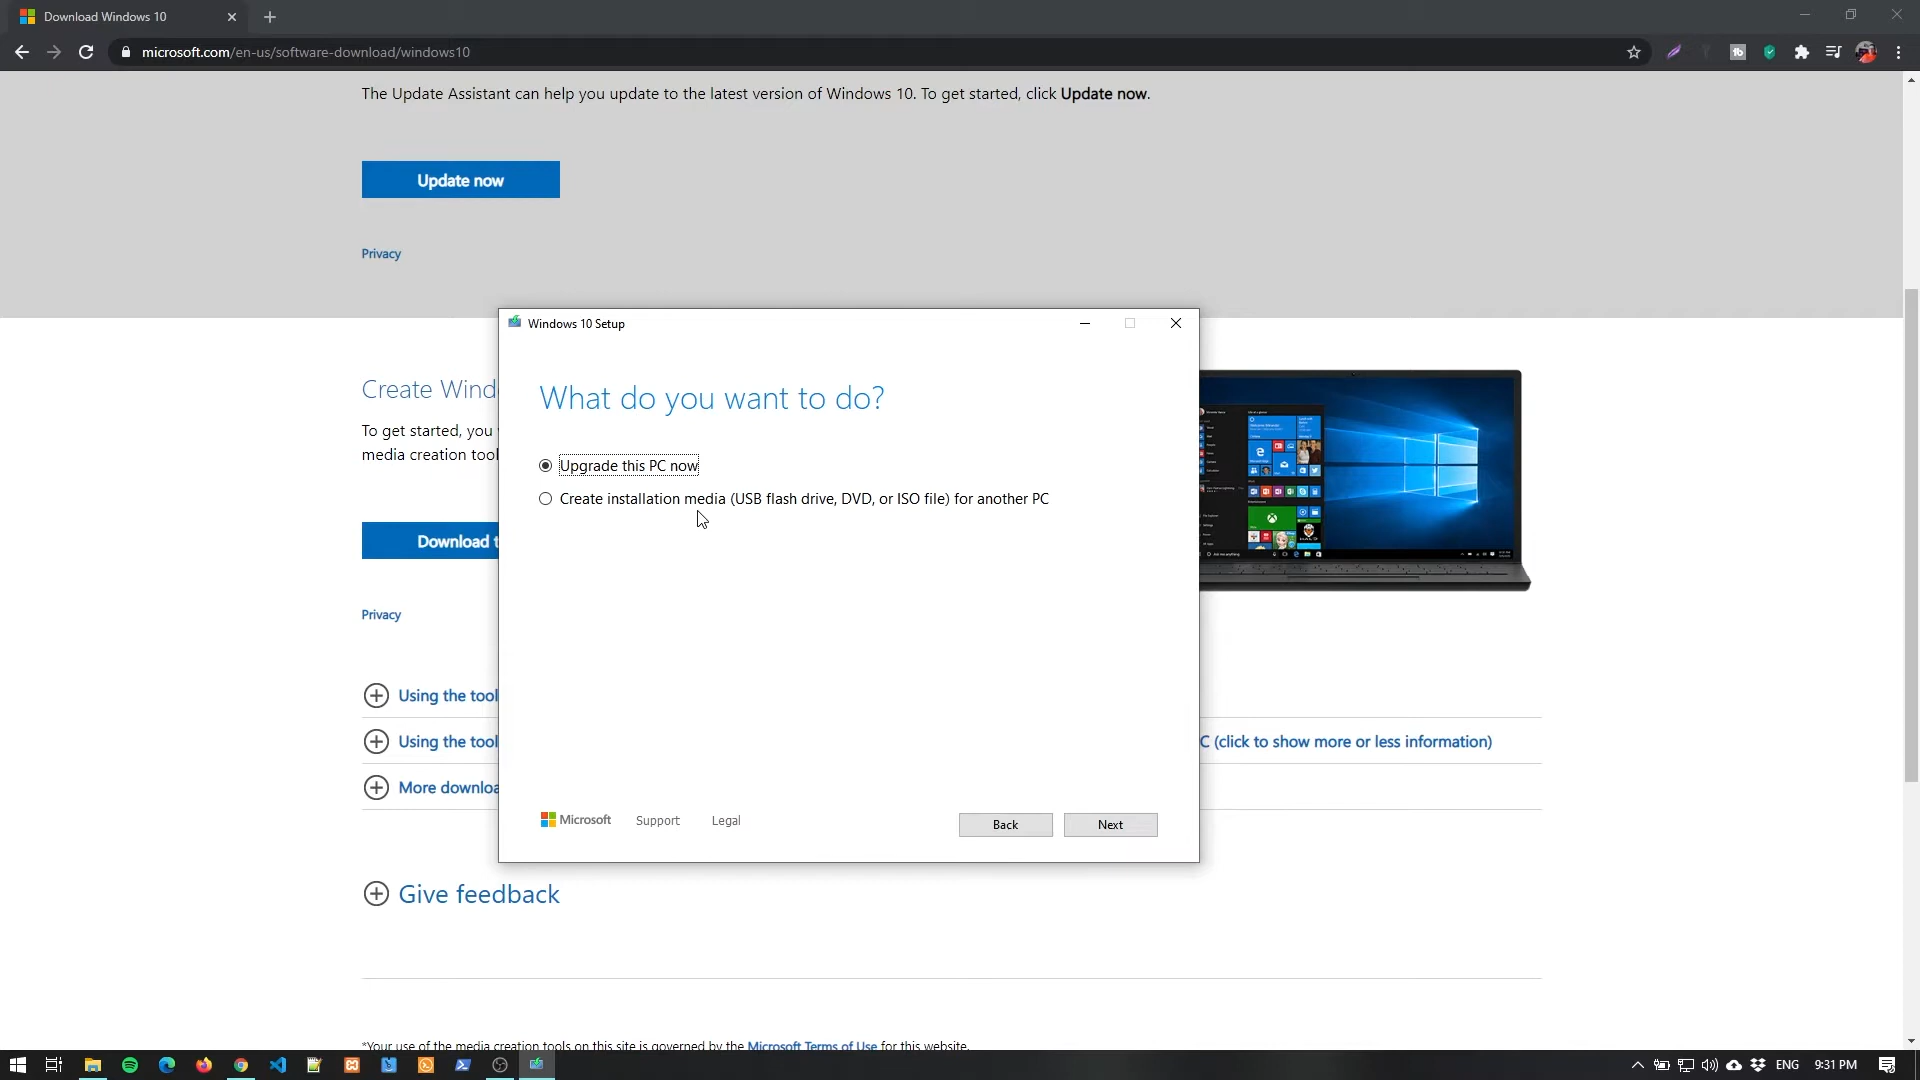 Download Windows 10
microsoft.com/en-us/software-download/windows10
The Update Assistant can help you update to the latest version of Windows 10. To get started, click Update now.
Update now
Privacy
Windows 10 Setup
What do you want to do?
Upgrade this PC now
Create installation media (USB flash drive, DVD, or ISO file) for another PC
Microsoft
Support
Legal
Back
Next
Create Wind
To get started, you
media creation tool
Download t
Privacy
Using the tool
Using the tool
C (click to show more or less information)
More downloa
Give feedback
*Your use of the media creation tools on this site is governed by the Microsoft Terms of Use for this website.
ENG
9:31 PM